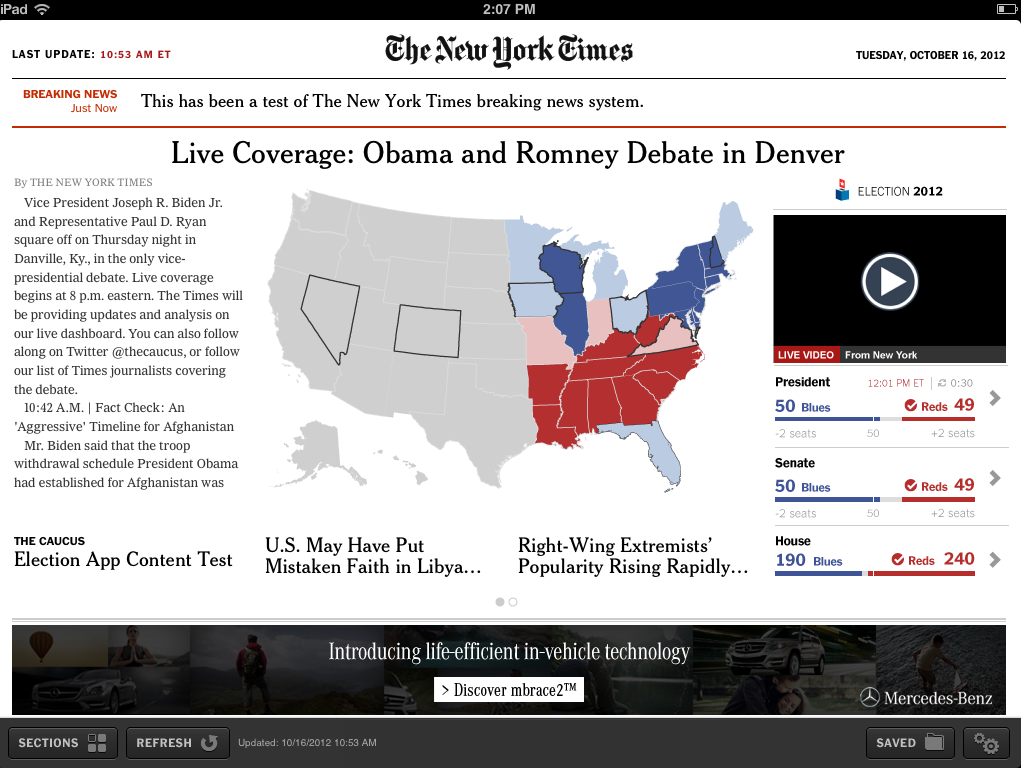 iPad
2:07 PM
LAST UPDATE: 10:53 AM ET
The New York Times
TUESDAY, OCTOBER 16, 2012
BREAKING NEWS
Just Now
This has been a test of The New York Times breaking news system.
Live Coverage: Obama and Romney Debate in Denver
By THE NEW YORK TIMES
Vice President Joseph R. Biden Jr.
and Representative Paul D. Ryan
square off on Thursday night in
Danville, Ky., in the only vice-
presidential debate. Live coverage
begins at 8 p.m. eastern. The Times will
be providing updates and analysis on
our live dashboard. You can also follow
along on Twitter @thecaucus, or follow
our list of Times journalists covering
the debate.
10:42 A.M. | Fact Check: An
'Aggressive' Timeline for Afghanistan
Mr. Biden said that the troop
withdrawal schedule President Obama
had established for Afghanistan was
ELECTION 2012
LIVE VIDEO From New York
President 12:01 PM ET | 0:30
50 Blues Reds 49
-2 seats 50 +2 seats
Senate
50 Blues Reds 49
-2 seats 50 +2 seats
House
190 Blues Reds 240
THE CAUCUS
Election App Content Test
U.S. May Have Put
Mistaken Faith in Libya…
Right-Wing Extremists’
Popularity Rising Rapidly…
Introducing life-efficient in-vehicle technology
> Discover mbrace2™
Mercedes-Benz
SECTIONS
REFRESH
Updated: 10/16/2012 10:53 AM
SAVED